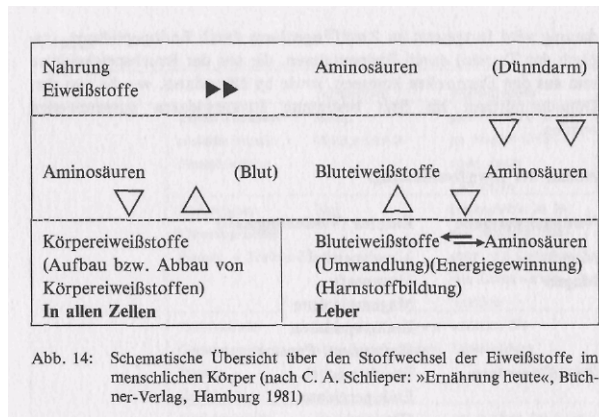 Nahrung Aminosäuren (Dünndarm)
Eiweißstoffe
Aminosäuren (Blut) Bluteiweißstoffe Aminosäuren
Körpereiweißstoffe Bluteiweißstoffe Aminosäuren
(Aufbau bzw. Abbau von (Umwandlung)(Energiegewinnung)
Körpereiweißstoffen) (Harnstoffbildung)
In allen Zellen Leber
Abb. 14: Schematische Übersicht über den Stoffwechsel der Eiweißstoffe im
menschlichen Körper (nach C. A. Schlieper: »Ernährung heute«, Büch-
ner-Verlag, Hamburg 1981)